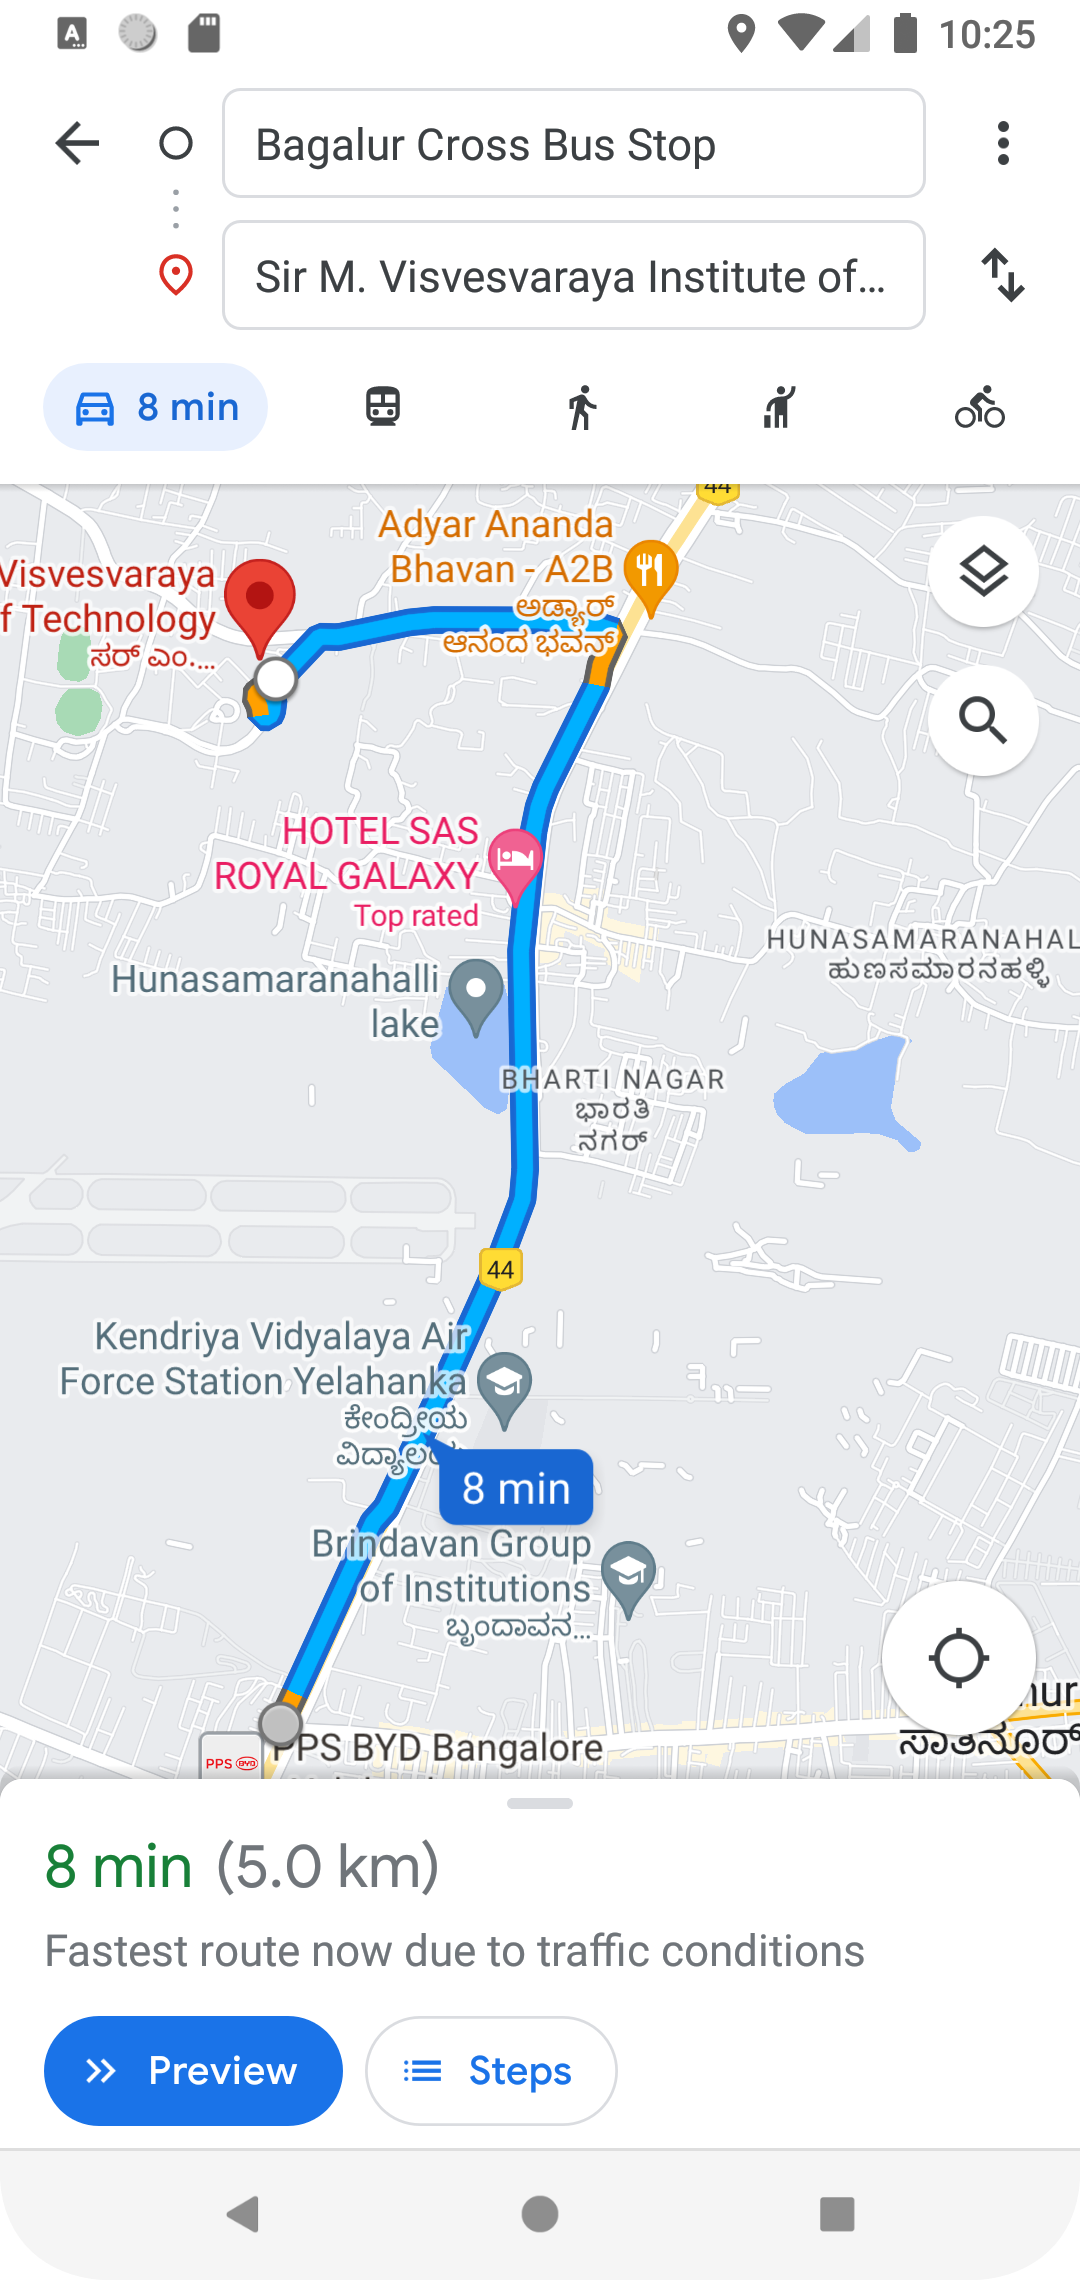 10:25
Bagalur Cross Bus Stop
Sir M. Visvesvaraya Institute of...
8 min
44
Adyar Ananda
Bhavan - A2B
ಅಡ್ಯಾರ್
ಆನಂದ ಭವನ್
Visvesvaraya
f Technology
ಸರ್ ಎಂ....
HOTEL SAS
ROYAL GALAXY
Top rated
HUNASAMARANAHAL
ಹುಣಸಮಾರನಹಳ್ಳಿ
Hunasamaranahalli
lake
BHARTI NAGAR
ಭಾರತಿ
ನಗರ್
44
Kendriya Vidyalaya Air
Force Station Yelahanka
ಕೇಂದ್ರೀಯ
8 min
Brindavan Group
of Institutions
ಬೃಂದಾವನ...
PPS BYD
PPS BYD Bangalore
ಸಾತನೂರ್
8 min (5.0 km)
Fastest route now due to traffic conditions
Preview
Steps